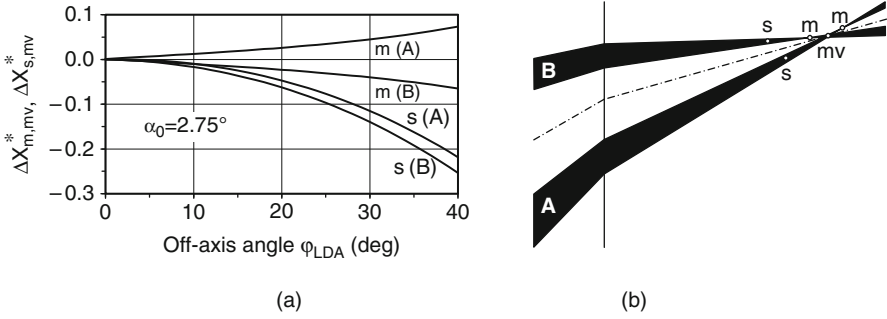 0.1
0.0
−0.1
−0.2
−0.3
ΔX*m,mv, ΔX*s,mv
m (A)
m (B)
s (A)
s (B)
α0=2.75°
0 10 20 30 40
Off-axis angle φLDA (deg)
(a)
B
A
s
m
m
mv
s
(b)